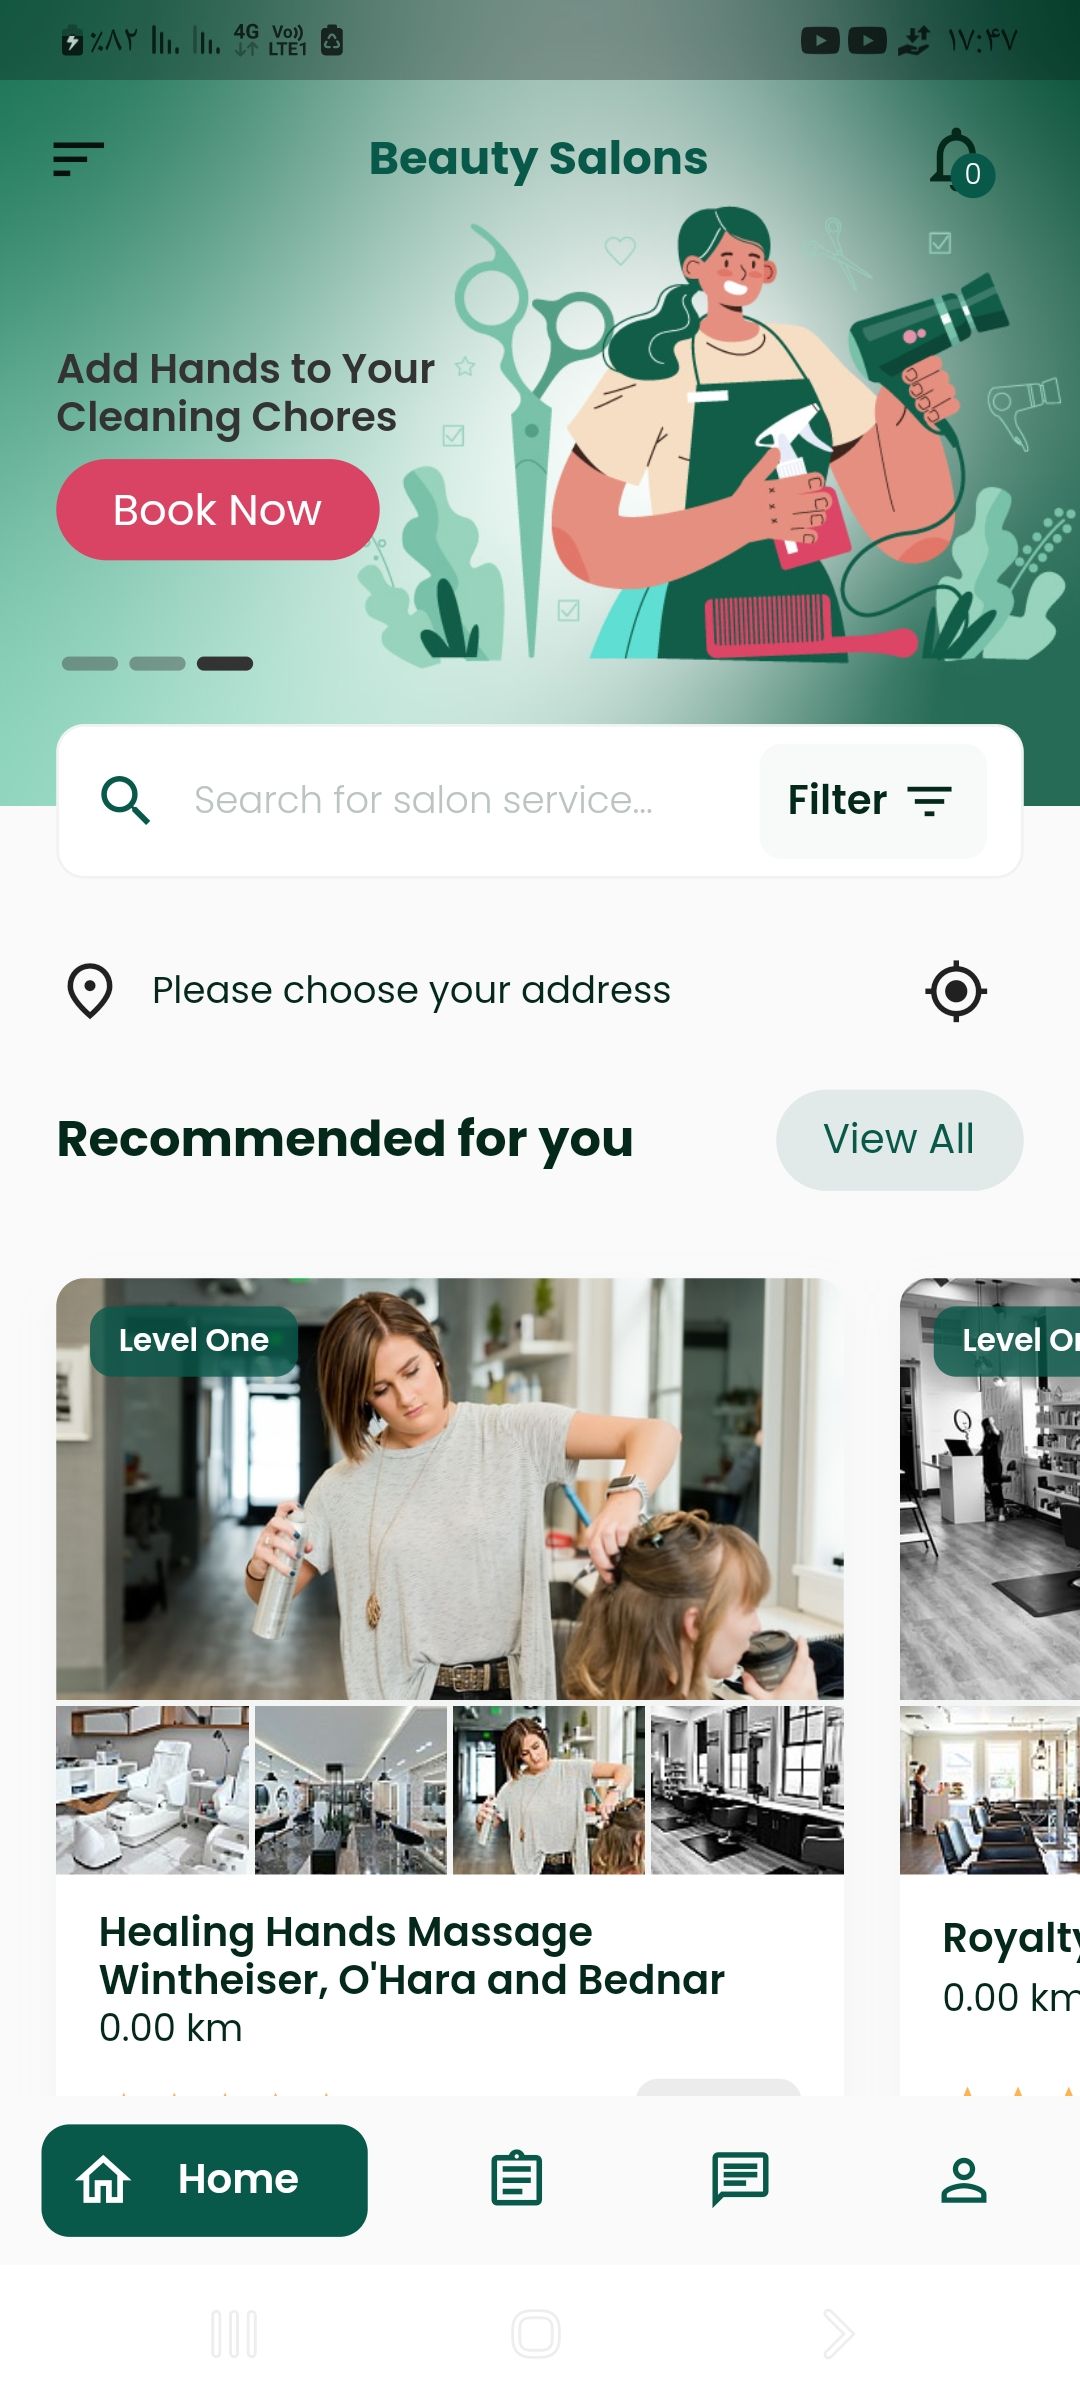 ٪۸۲ 4G Vo)) LTE1 ۱۷:۴۷
Beauty Salons
0
Add Hands to Your
Cleaning Chores
Book Now
Search for salon service...
Filter
Please choose your address
Recommended for you
View All
Level One
Healing Hands Massage
Wintheiser, O'Hara and Bednar
0.00 km
Royalty
0.00 km
Home